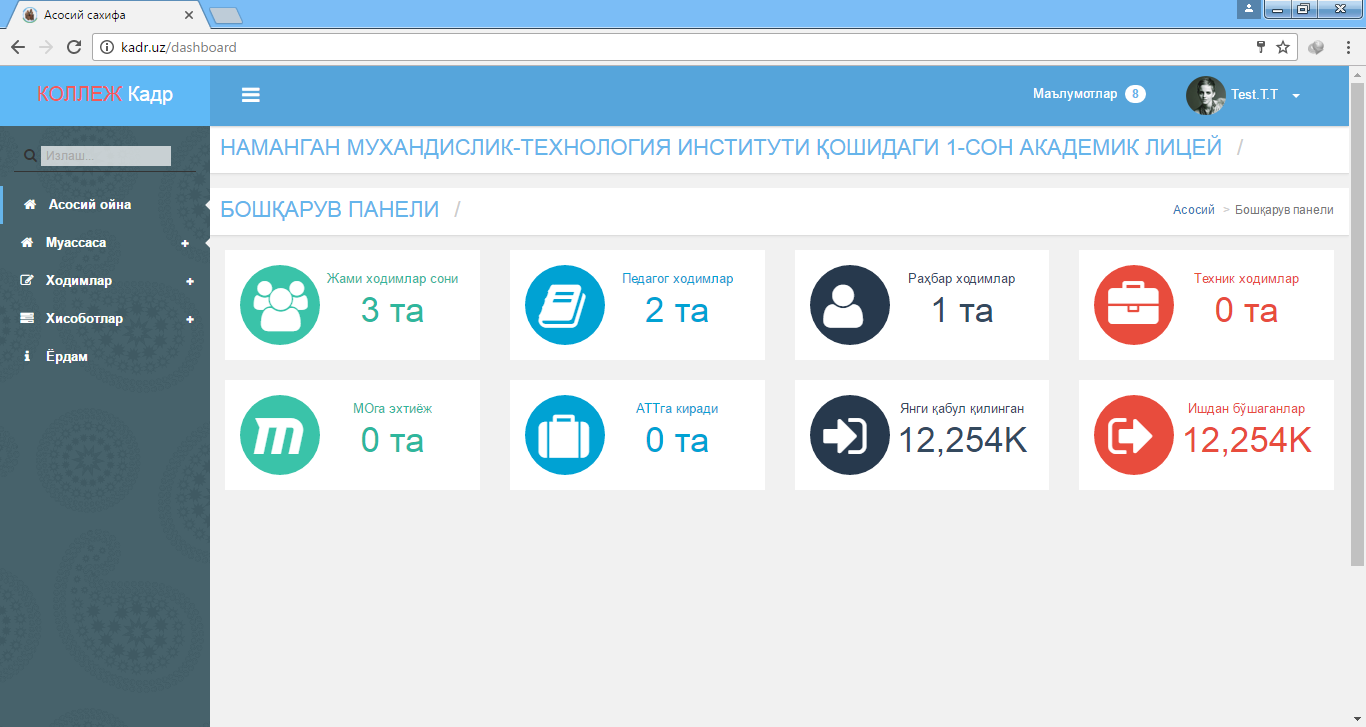 Асосий сахифа
kadr.uz/dashboard
КОЛЛЕЖ Кадр
Маълумотлар 8
Test.T.T
Излаш...
Асосий ойна
Муассаса
Ходимлар
Хисоботлар
Ёрдам
НАМАНГАН МУХАНДИСЛИК-ТЕХНОЛОГИЯ ИНСТИТУТИ ҚОШИДАГИ 1-СОН АКАДЕМИК ЛИЦЕЙ /
БОШҚАРУВ ПАНЕЛИ /
Асосий > Бошқарув панели
Жами ходимлар сони
3 та
Педагог ходимлар
2 та
Раҳбар ходимлар
1 та
Техник ходимлар
0 та
МОга эхтиёж
0 та
АТТга киради
0 та
Янги қабул қилинган
12,254K
Ишдан бўшаганлар
12,254K